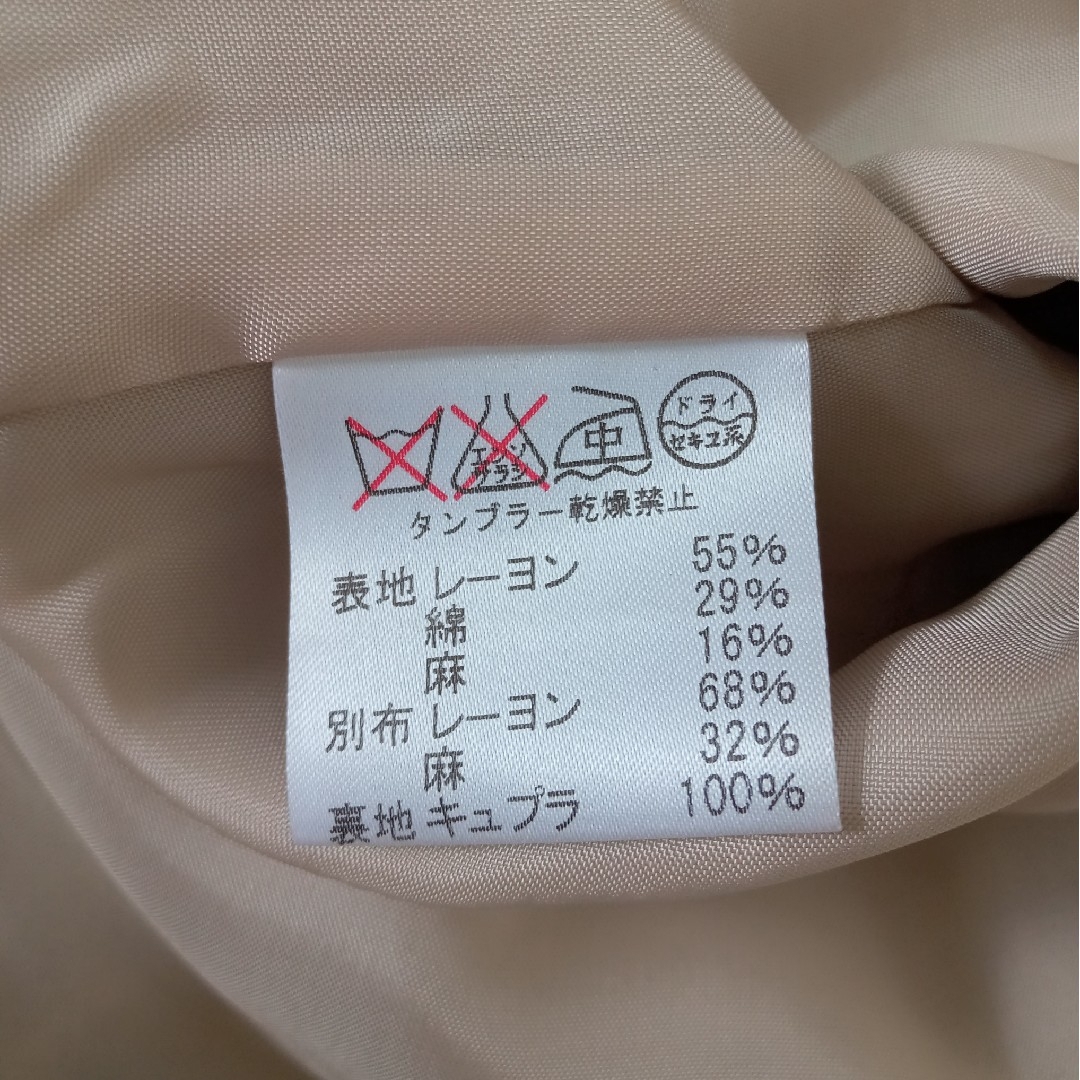 エンソ
サラシ
中
ドライ
セキユ系
タンブラー乾燥禁止
表地 レーヨン 55%
綿 29%
麻 16%
別布 レーヨン 68%
麻 32%
裏地 キュプラ 100%